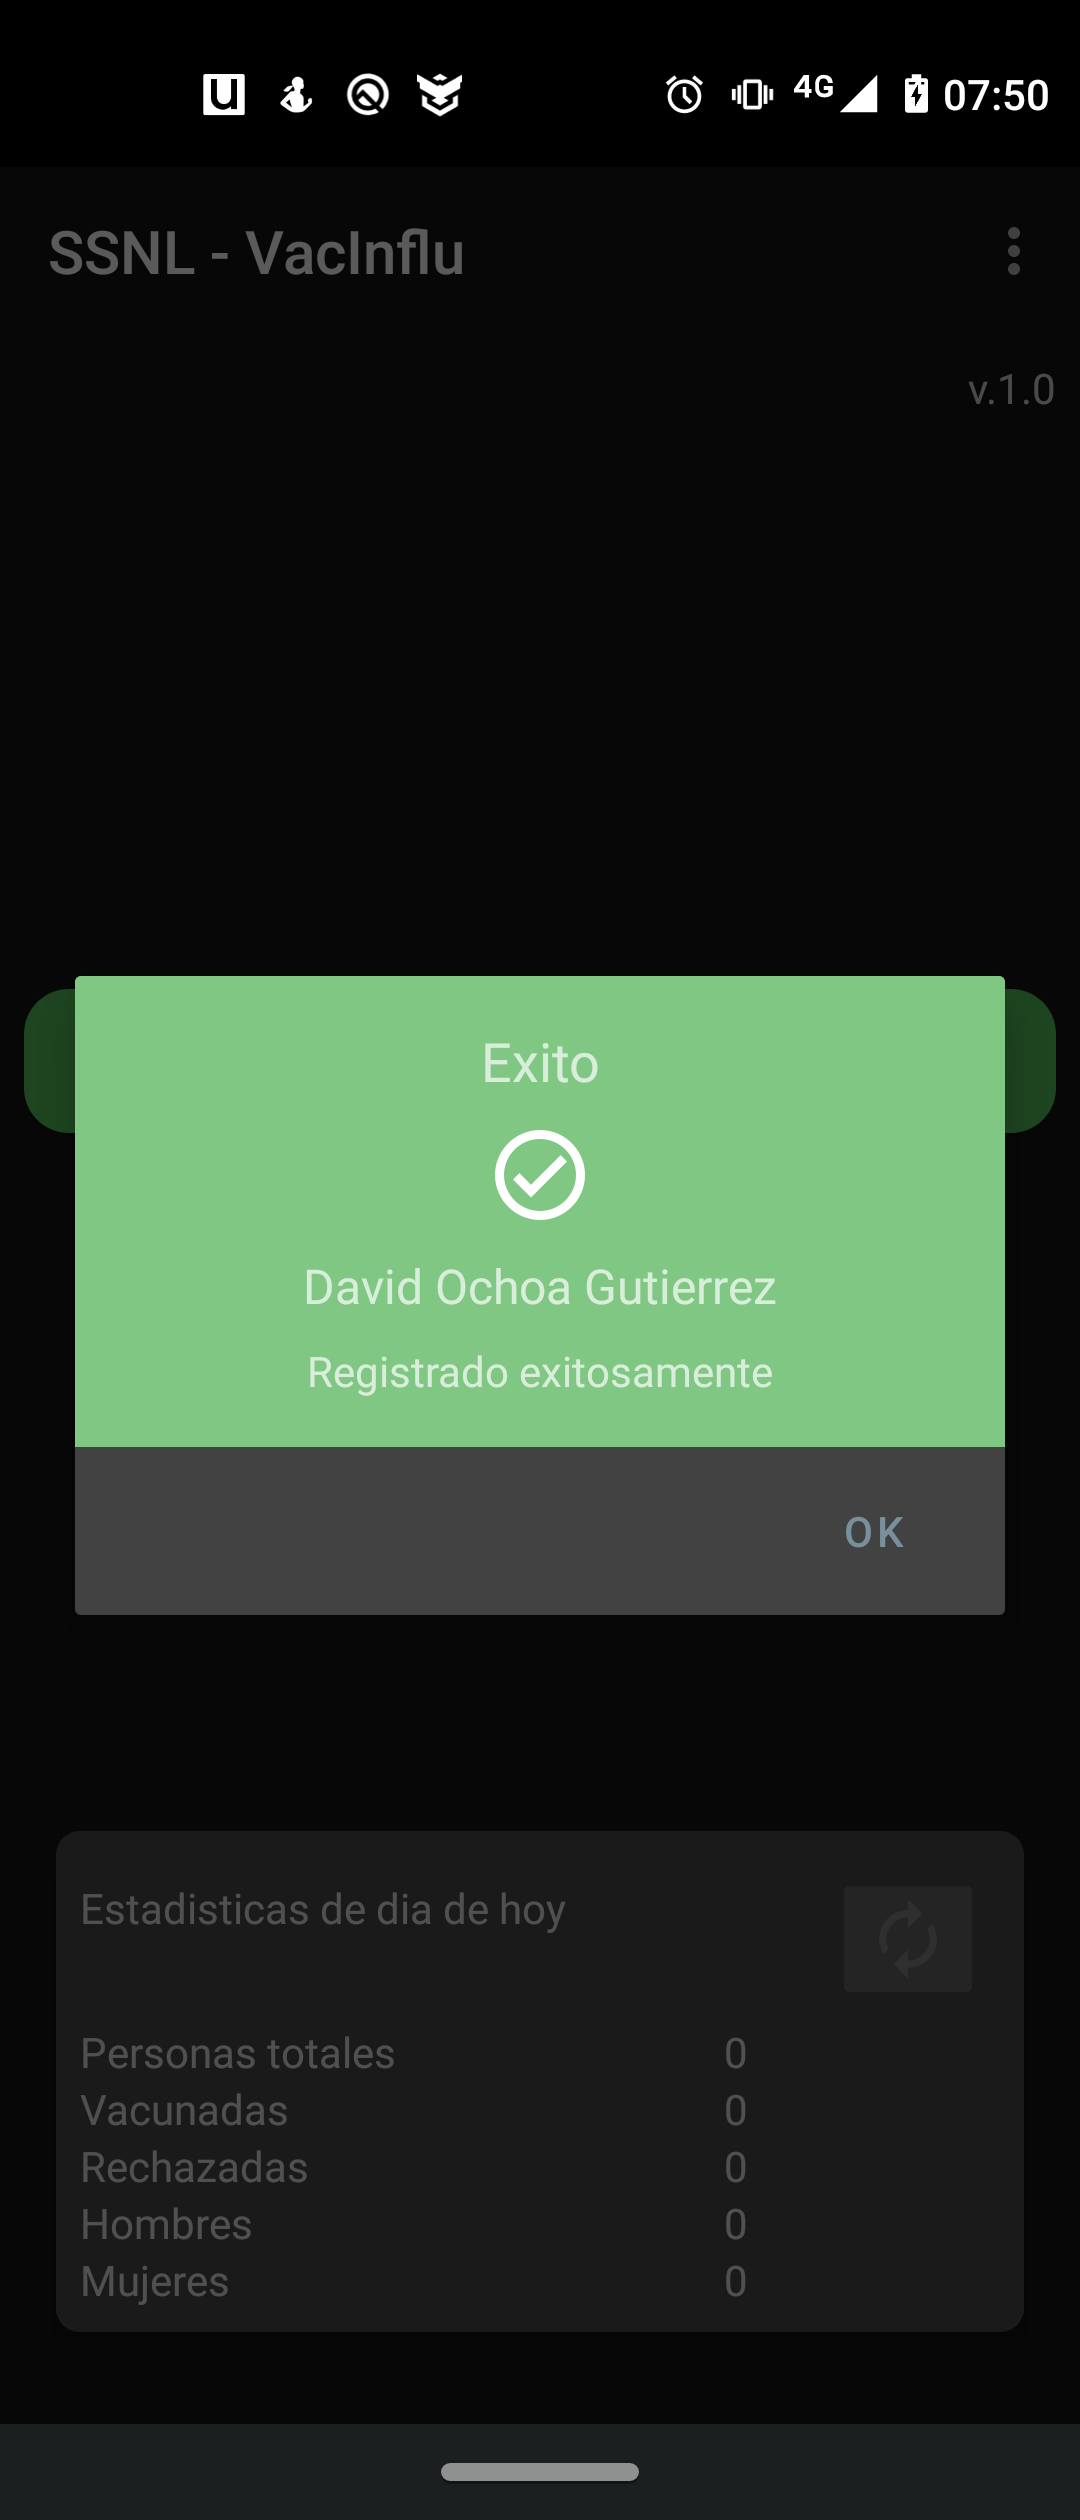 4G 07:50
SSNL - VacInflu
v.1.0
Exito
David Ochoa Gutierrez
Registrado exitosamente
OK
Estadisticas de dia de hoy
Personas totales 0
Vacunadas 0
Rechazadas 0
Hombres 0
Mujeres 0